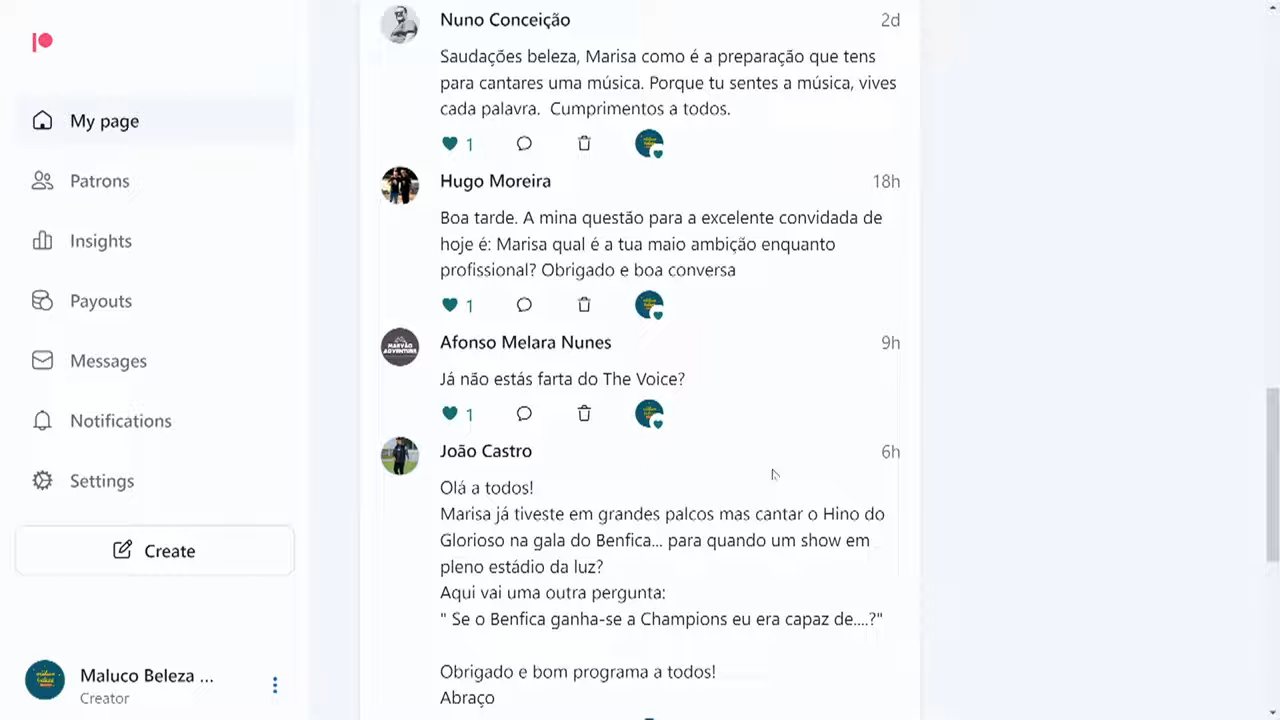 My page
Patrons
Insights
Payouts
Messages
Notifications
Settings
Create
Maluco Beleza ...
Creator
Nuno Conceição 2d
Saudações beleza, Marisa como é a preparação que tens
para cantares uma música. Porque tu sentes a música, vives
cada palavra. Cumprimentos a todos.
1
Hugo Moreira 18h
Boa tarde. A mina questão para a excelente convidada de
hoje é: Marisa qual é a tua maio ambição enquanto
profissional? Obrigado e boa conversa
1
Afonso Melara Nunes 9h
Já não estás farta do The Voice?
1
João Castro 6h
Olá a todos!
Marisa já tiveste em grandes palcos mas cantar o Hino do
Glorioso na gala do Benfica... para quando um show em
pleno estádio da luz?
Aqui vai uma outra pergunta:
" Se o Benfica ganha-se a Champions eu era capaz de....?"
Obrigado e bom programa a todos!
Abraço